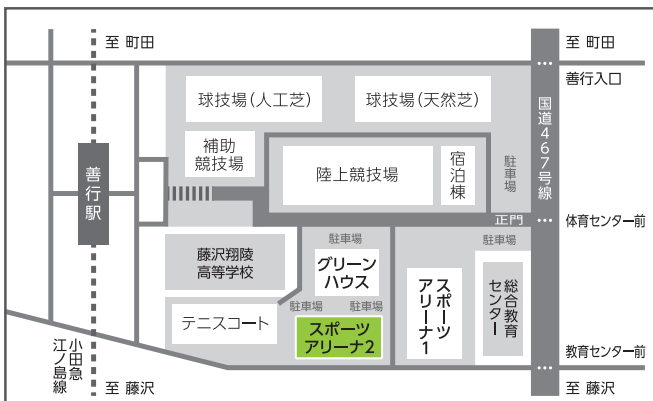 至 町田
至 町田
善行入口
球技場(人工芝)
球技場(天然芝)
国道467号線
補助
競技場
陸上競技場
宿泊棟
駐車場
善行駅
正門
体育センター前
駐車場
駐車場
藤沢翔陵
高等学校
グリーン
ハウス
スポーツ
アリーナ1
総合教育
センター
駐車場
駐車場
テニスコート
スポーツ
アリーナ2
教育センター前
小田急
江ノ島線
至 藤沢
至 藤沢